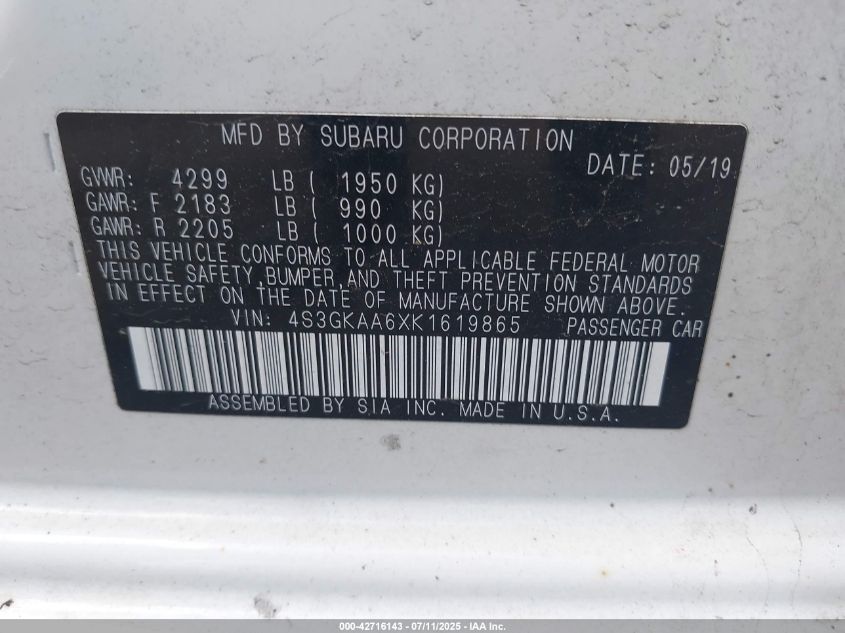 MFD BY SUBARU CORPORATION
DATE: 05/19
GVWR: 4299 LB ( 1950 KG)
GAWR: F 2183 LB ( 990 KG)
GAWR: R 2205 LB ( 1000 KG)
THIS VEHICLE CONFORMS TO ALL APPLICABLE FEDERAL MOTOR
VEHICLE SAFETY,BUMPER,AND THEFT PREVENTION STANDARDS
IN EFFECT ON THE DATE OF MANUFACTURE SHOWN ABOVE.
VIN: 4S3GKAA6XK1619865 PASSENGER CAR
ASSEMBLED BY SIA INC. MADE IN U.S.A.
000-42716143 - 07/11/2025 - IAA Inc.